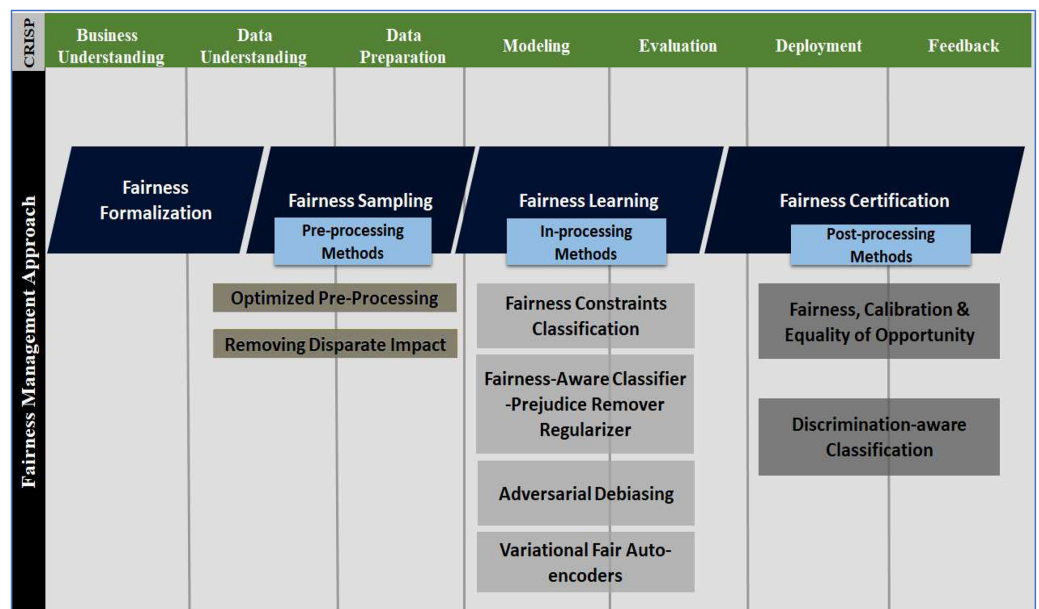 CRISP
Business
Understanding
Data
Understanding
Data
Preparation
Modeling
Evaluation
Deployment
Feedback
Fairness Management Approach
Fairness
Formalization
Fairness Sampling
Pre-processing
Methods
Optimized Pre-Processing
Removing Disparate Impact
Fairness Learning
In-processing
Methods
Fairness Constraints
Classification
Fairness-Aware Classifier
-Prejudice Remover
Regularizer
Adversarial Debiasing
Variational Fair Auto-
encoders
Fairness Certification
Post-processing
Methods
Fairness, Calibration &
Equality of Opportunity
Discrimination-aware
Classification